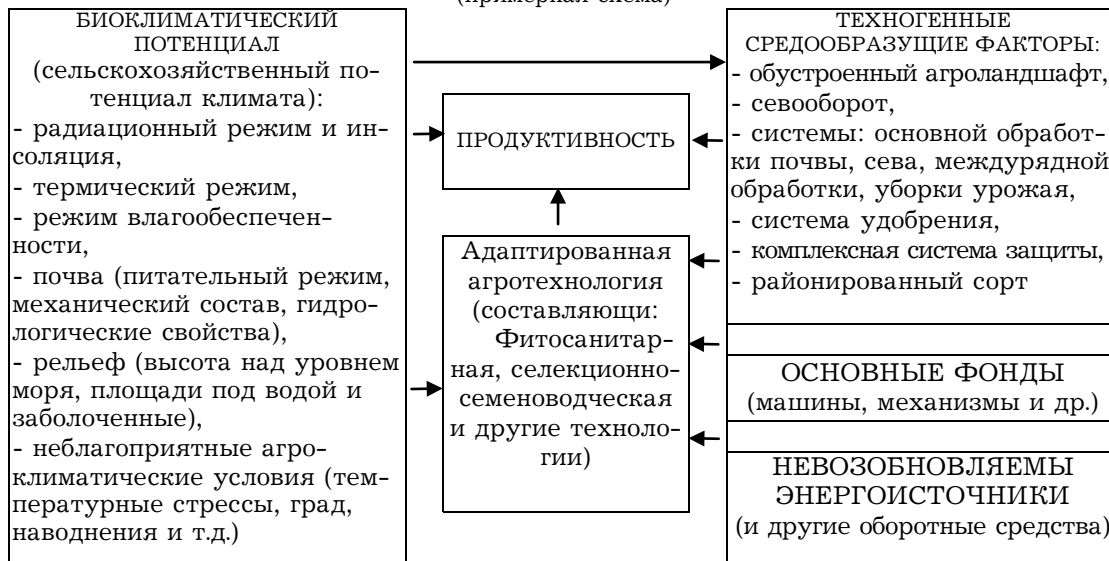 (примерная схема)
БИОКЛИМАТИЧЕСКИЙ
ПОТЕНЦИАЛ
(сельскохозяйственный по-
тенциал климата):
- радиационный режим и ин-
соляция,
- термический режим,
- режим влагообеспечен-
ности,
- почва (питательный режим,
механический состав, гидро-
логические свойства),
- рельеф (высота над уровнем
моря, площади под водой и
заболоченные),
- неблагоприятные агро-
климатические условия (тем-
пературные стрессы, град,
наводнения и т.д.)
ПРОДУКТИВНОСТЬ
Адаптированная
агротехнология
(составляющи:
Фитосанитар-
ная, селекционно-
семеноводческая
и другие техноло-
гии)
ТЕХНОГЕННЫЕ
СРЕДООБРАЗУЩИЕ ФАКТОРЫ:
- обустроенный агроландшафт,
- севооборот,
- системы: основной обработ-
ки почвы, сева, междурядной
обработки, уборки урожая,
- система удобрения,
- комплексная система защиты,
- районированный сорт
ОСНОВНЫЕ ФОНДЫ
(машины, механизмы и др.)
НЕВОЗОБНОВЛЯЕМЫ
ЭНЕРГОИСТОЧНИКИ
(и другие оборотные средства)